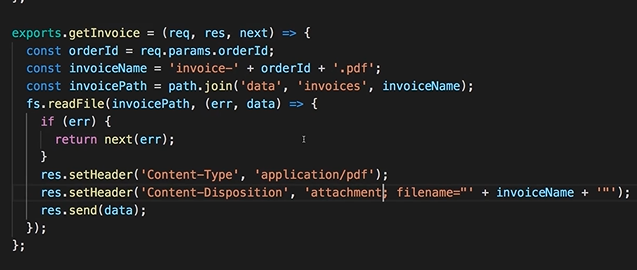 };
exports.getInvoice = (req, res, next) => {
const orderId = req.params.orderId;
const invoiceName = 'invoice-' + orderId + '.pdf';
const invoicePath = path.join('data', 'invoices', invoiceName);
fs.readFile(invoicePath, (err, data) => {
if (err) {
return next(err);
}
res.setHeader('Content-Type', 'application/pdf');
res.setHeader('Content-Disposition', 'attachment; filename="' + invoiceName + '"');
res.send(data);
});
};